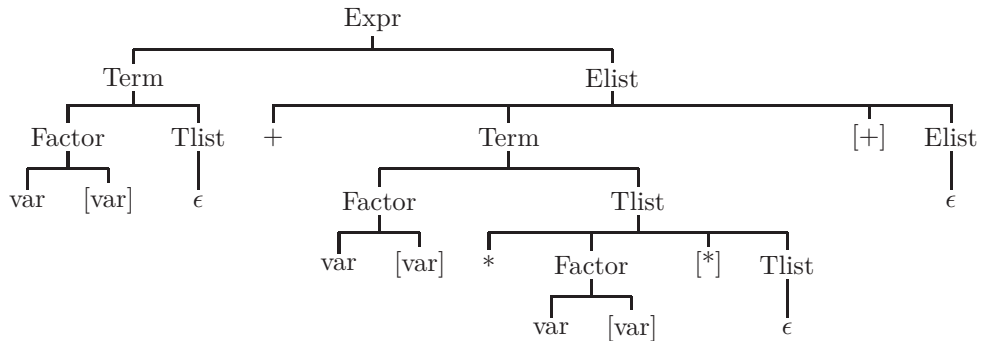 Expr
Term Elist
Factor Tlist + Term [+] Elist
var [var] ϵ Factor Tlist ϵ
var [var] * Factor [*] Tlist
var [var] ϵ